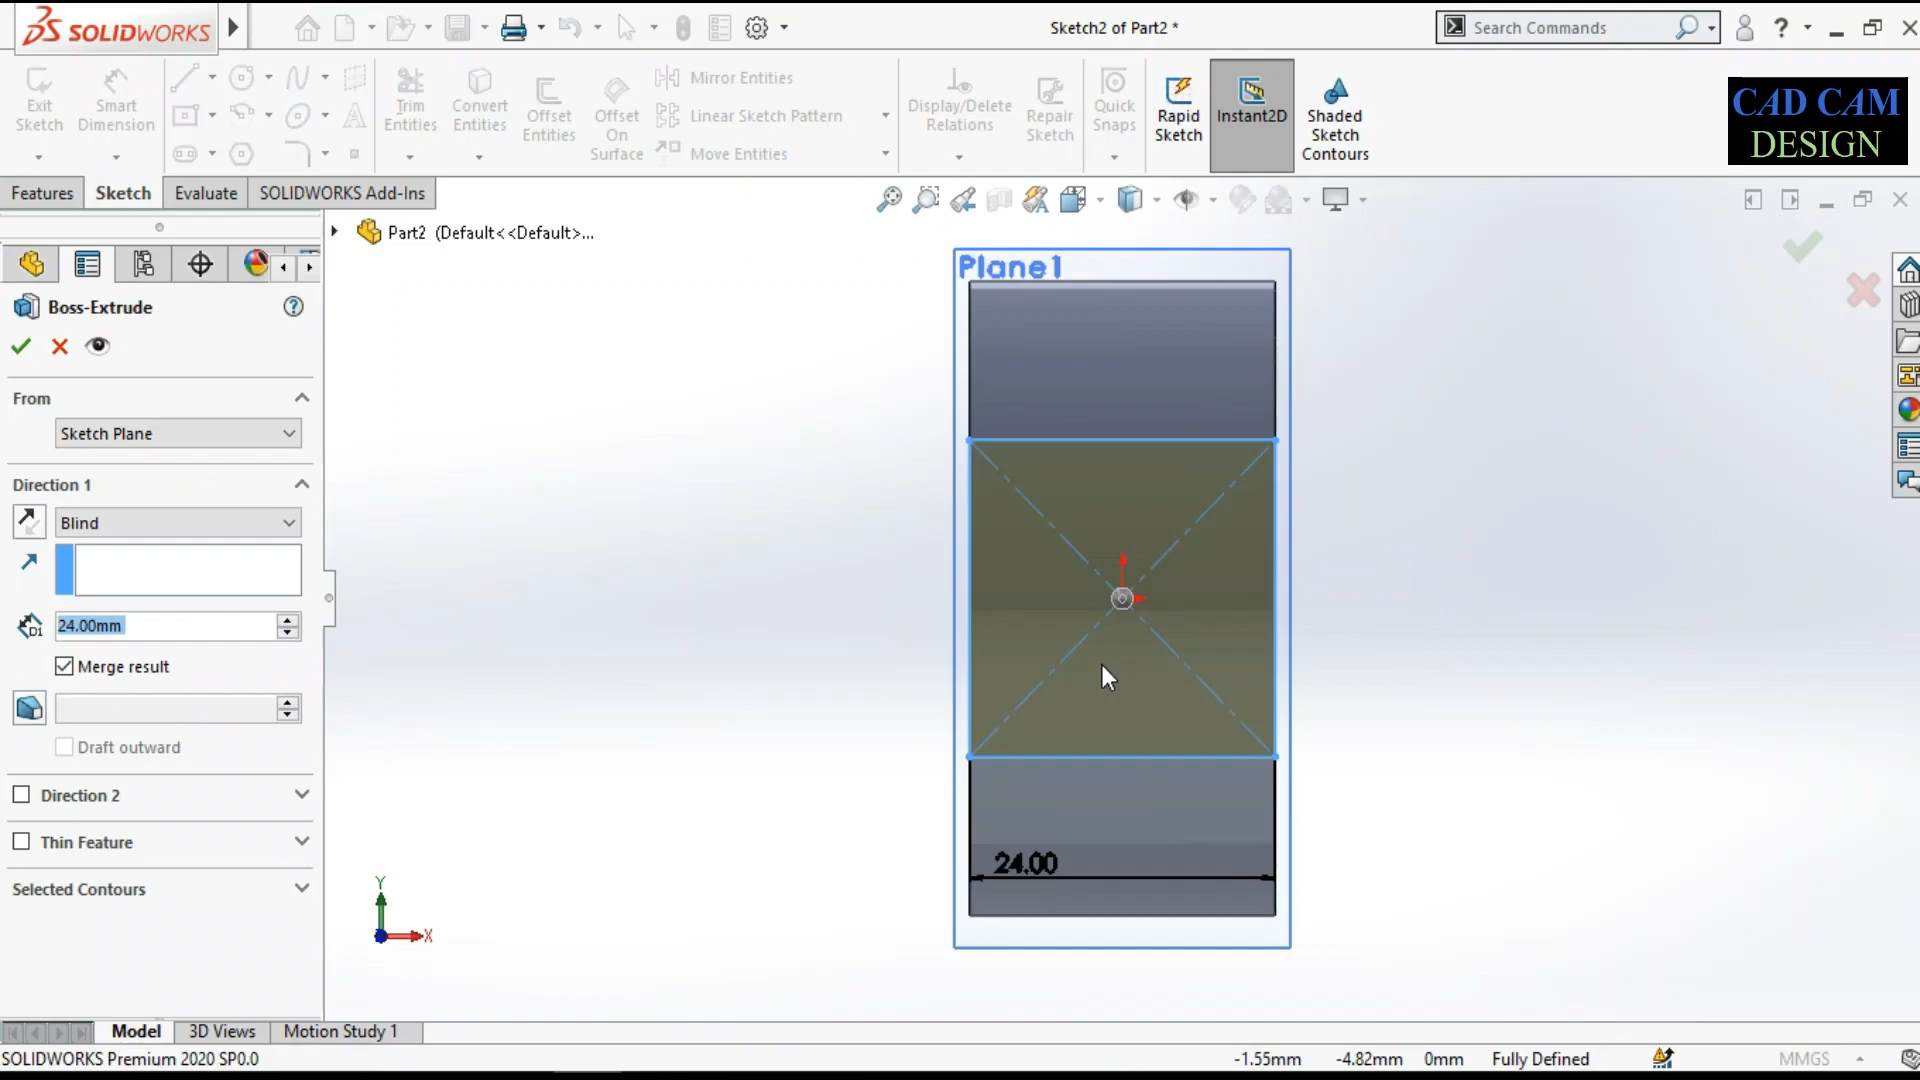 SOLIDWORKS
Sketch2 of Part2 *
Search Commands
?
Exit Sketch
Smart Dimension
Trim Entities
Convert Entities
Offset Entities
Offset On Surface
Mirror Entities
Linear Sketch Pattern
Move Entities
Display/Delete Relations
Repair Sketch
Quick Snaps
Rapid Sketch
Instant2D
Shaded Sketch Contours
CAD CAM
DESIGN
Features
Sketch
Evaluate
SOLIDWORKS Add-Ins
Part2 (Default<<Default>...
Boss-Extrude
From
Sketch Plane
Direction 1
Blind
D1
24.00mm
Merge result
Draft outward
Direction 2
Thin Feature
Selected Contours
Plane1
24.00
Y
X
Model
3D Views
Motion Study 1
SOLIDWORKS Premium 2020 SP0.0
-1.55mm
-4.82mm
0mm
Fully Defined
MMGS